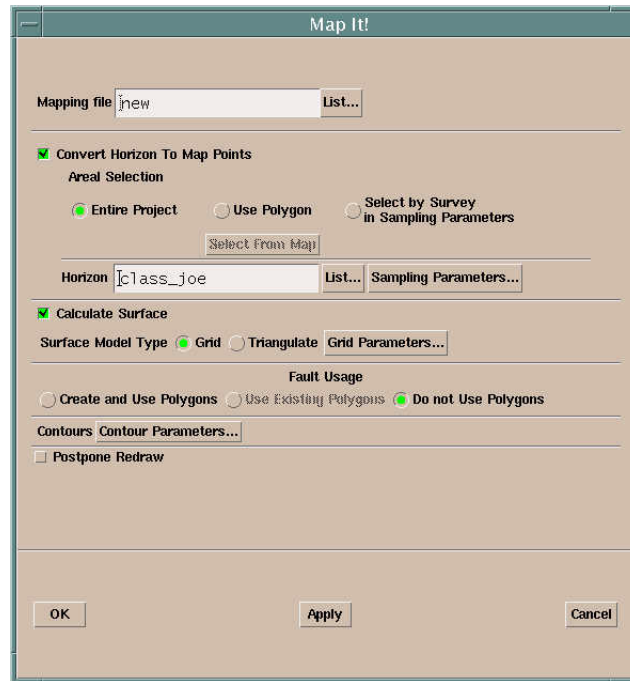 Map It!
Mapping file new List...
Convert Horizon To Map Points
Areal Selection
Entire Project Use Polygon Select by Survey in Sampling Parameters
Select From Map
Horizon class_joe List... Sampling Parameters...
Calculate Surface
Surface Model Type Grid Triangulate Grid Parameters...
Fault Usage
Create and Use Polygons Use Existing Polygons Do not Use Polygons
Contours Contour Parameters...
Postpone Redraw
OK Apply Cancel